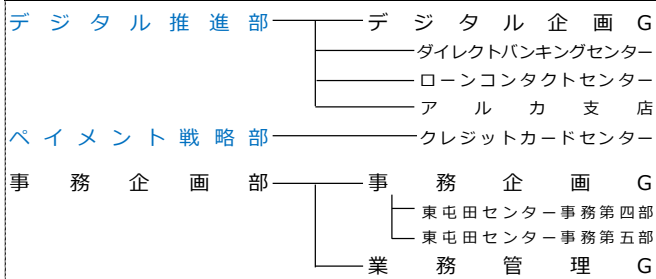 デジタル推進部 デジタル企画G
ダイレクトバンキングセンター
ローンコンタクトセンター
アルカ支店
ペイメント戦略部 クレジットカードセンター
事務企画部 事務企画G
東屯田センター事務第四部
東屯田センター事務第五部
業務管理G